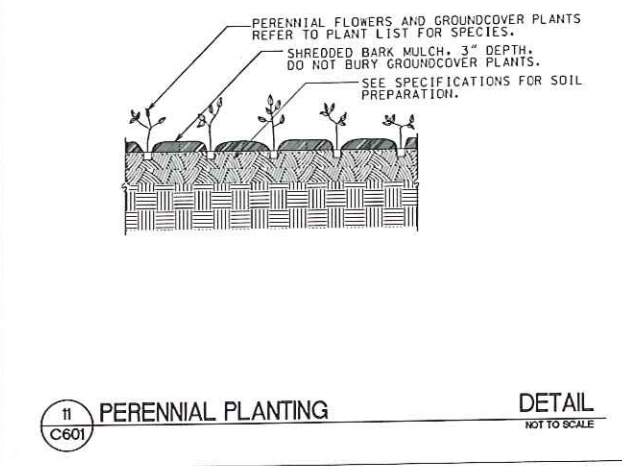 PERENNIAL FLOWERS AND GROUNDCOVER PLANTS
REFER TO PLANT LIST FOR SPECIES.
SHREDDED BARK MULCH. 3" DEPTH.
DO NOT BURY GROUNDCOVER PLANTS.
SEE SPECIFICATIONS FOR SOIL
PREPARATION.
11
C601
PERENNIAL PLANTING
DETAIL
NOT TO SCALE